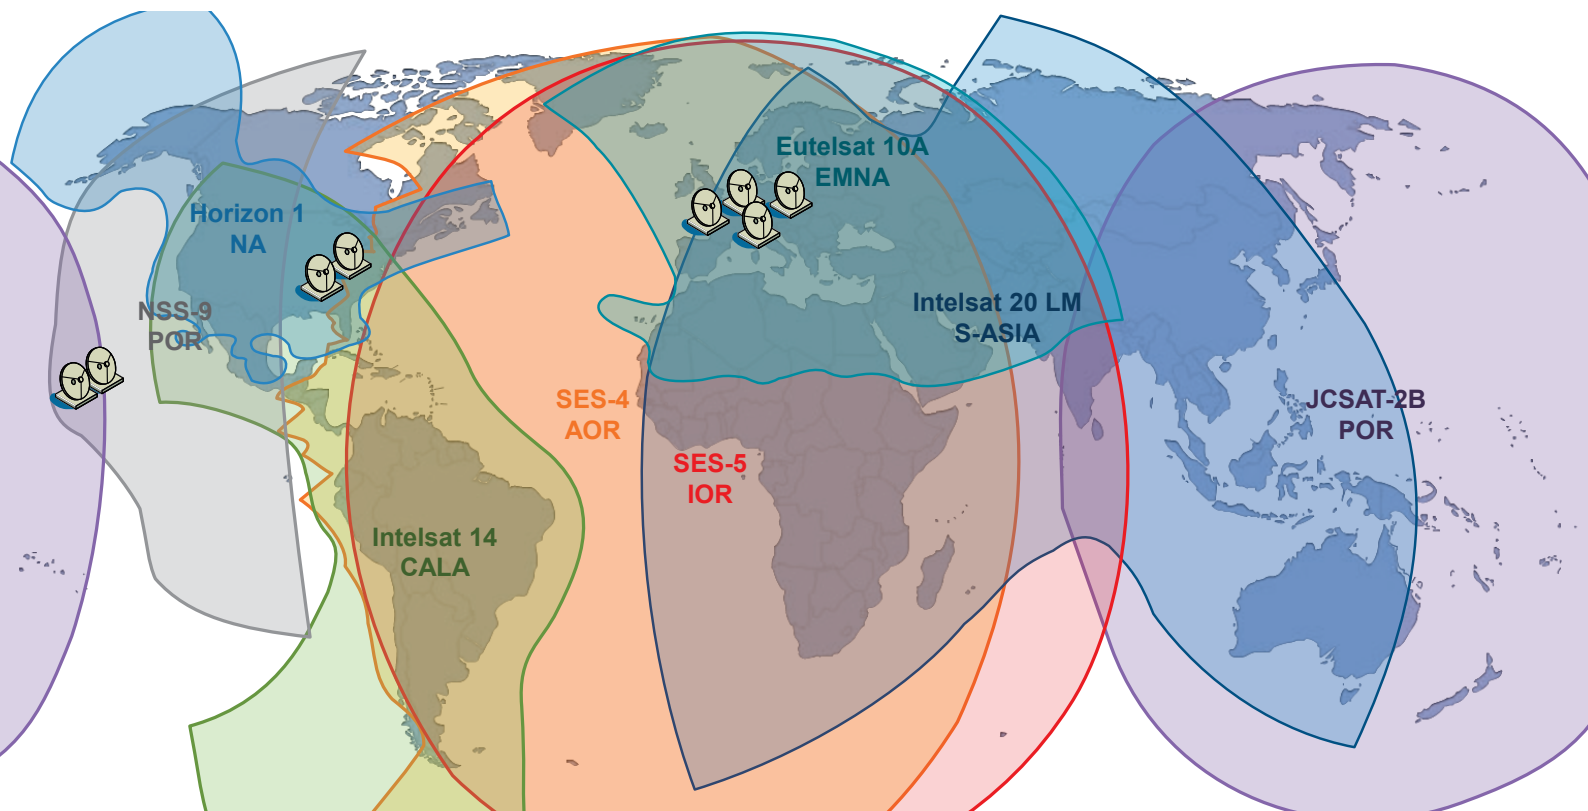 Eutelsat 10A
EMNA
Horizon 1
NA
NSS-9
POR
Intelsat 20 LM
S-ASIA
SES-4
AOR
JCSAT-2B
POR
SES-5
IOR
Intelsat 14
CALA